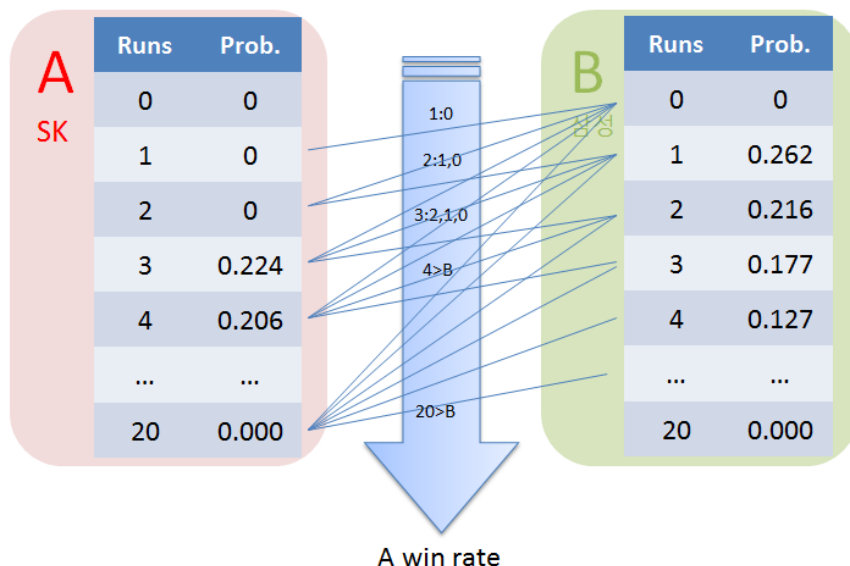 A
SK
Runs Prob.
0 0
1 0
2 0
3 0.224
4 0.206
... ...
20 0.000
1:0
2:1,0
3:2,1,0
4>B
20>B
A win rate
B
삼성
Runs Prob.
0 0
1 0.262
2 0.216
3 0.177
4 0.127
... ...
20 0.000